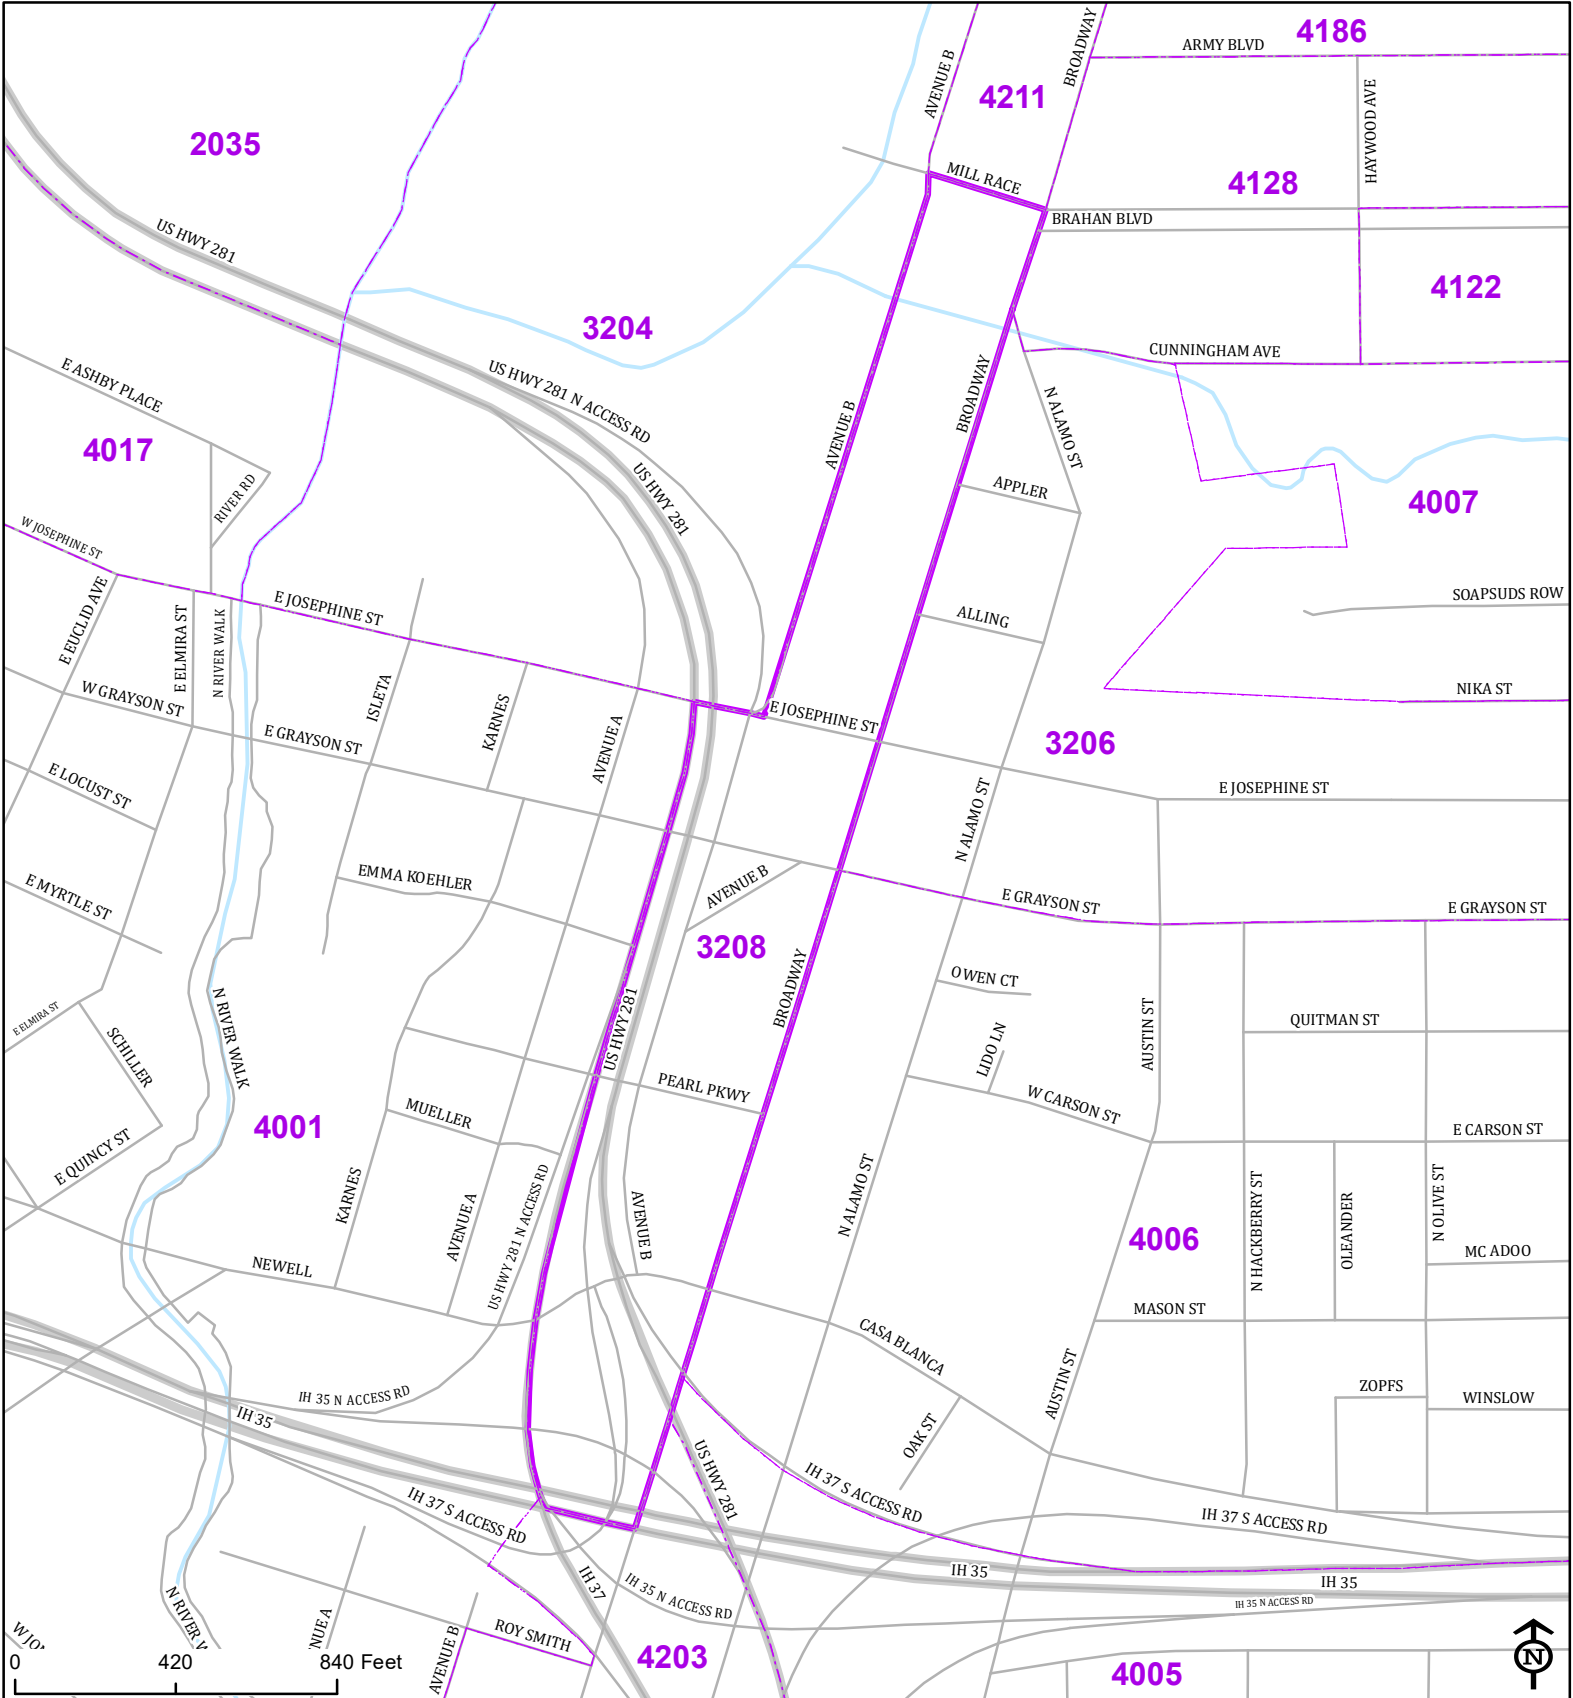 4186
ARMY BLVD
BROADWAY
AVENUE B
4211
HAYWOOD AVE
2035
MILL RACE
4128
BRAHAN BLVD
US HWY 281
4122
3204
CUNNINGHAM AVE
E ASHBY PLACE
US HWY 281 N ACCESS RD
BROADWAY
N ALAMO ST
AVENUE B
4017
RIVER RD
US HWY 281
APPLER
4007
W JOSEPHINE ST
E JOSEPHINE ST
SOAPSUDS ROW
ALLING
E EUCLID AVE
E ELMIRA ST
N RIVER WALK
W GRAYSON ST
ISLETA
KARNES
AVENUE A
NIKA ST
E JOSEPHINE ST
E GRAYSON ST
3206
E LOCUST ST
E JOSEPHINE ST
N ALAMO ST
EMMA KOEHLER
AVENUE B
E MYRTLE ST
E GRAYSON ST
E GRAYSON ST
3208
BROADWAY
OWEN CT
E ELMIRA ST
SCHILLER
N RIVER WALK
US HWY 281
QUITMAN ST
AUSTIN ST
LIDO LN
PEARL PKWY
W CARSON ST
MUELLER
4001
E CARSON ST
E QUINCY ST
KARNES
AVENUE A
US HWY 281 N ACCESS RD
AVENUE B
N ALAMO ST
4006
N HACKBERRY ST
OLEANDER
N OLIVE ST
MC ADOO
NEWELL
MASON ST
CASA BLANCA
AUSTIN ST
ZOPFS
WINSLOW
IH 35 N ACCESS RD
IH 35
OAK ST
US HWY 281
IH 37 S ACCESS RD
IH 37 S ACCESS RD
IH 37 S ACCESS RD
IH 35
IH 35
IH 37
IH 35 N ACCESS RD
IH 35 N ACCESS RD
N RIVER W
W JO
NUE A
AVENUE B
ROY SMITH
4203
4005
N
0 420 840 Feet